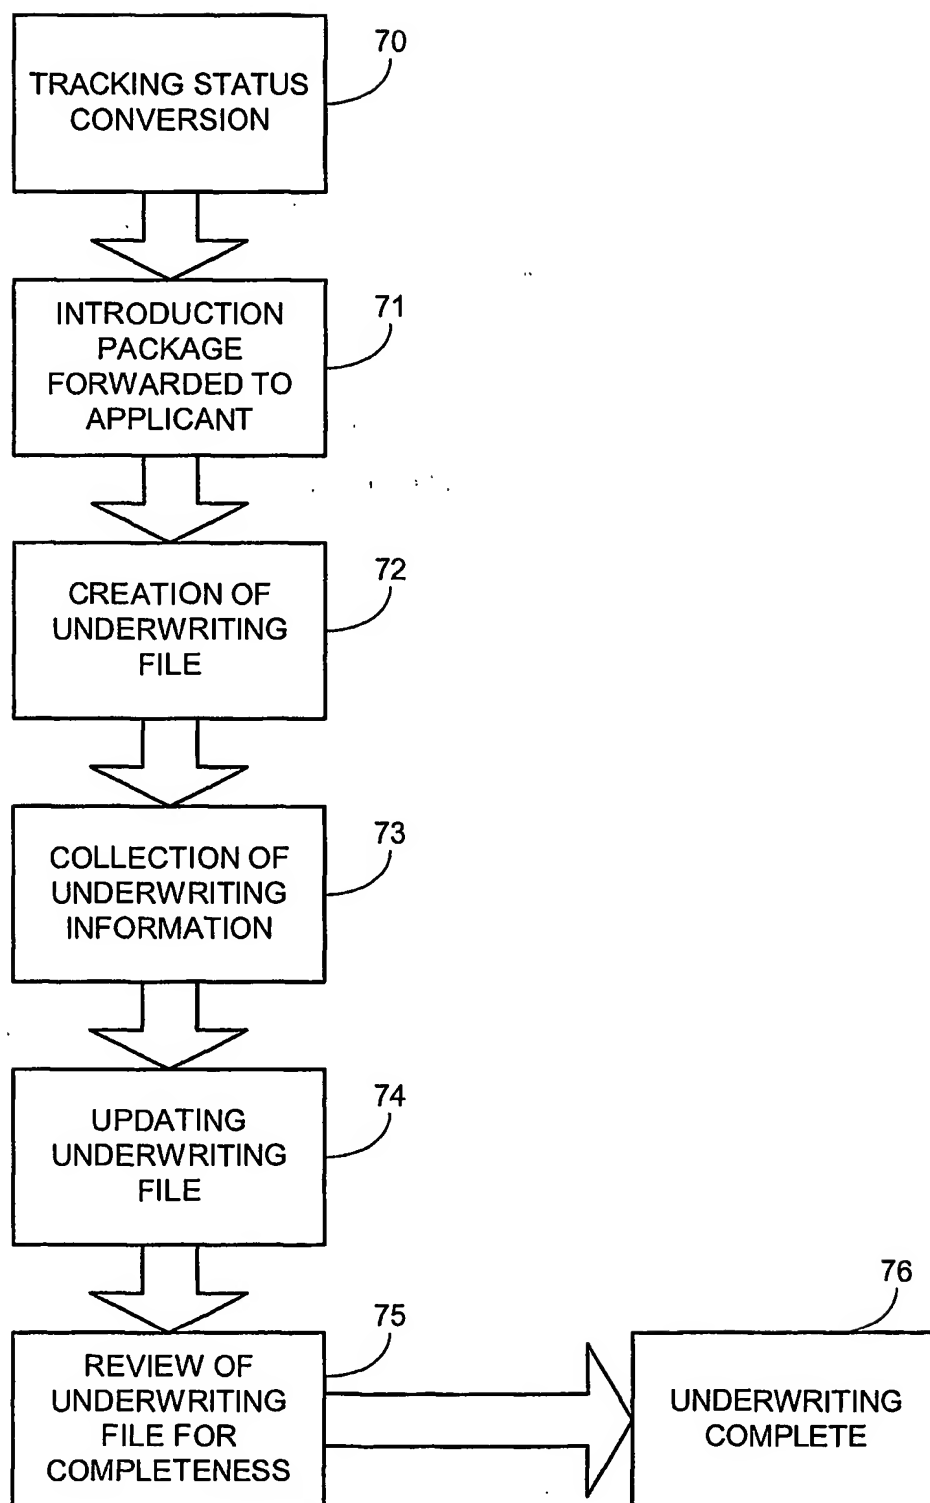 70
TRACKING STATUS
CONVERSION
71
INTRODUCTION
PACKAGE
FORWARDED TO
APPLICANT
72
CREATION OF
UNDERWRITING
FILE
73
COLLECTION OF
UNDERWRITING
INFORMATION
74
UPDATING
UNDERWRITING
FILE
75
REVIEW OF
UNDERWRITING
FILE FOR
COMPLETENESS
76
UNDERWRITING
COMPLETE